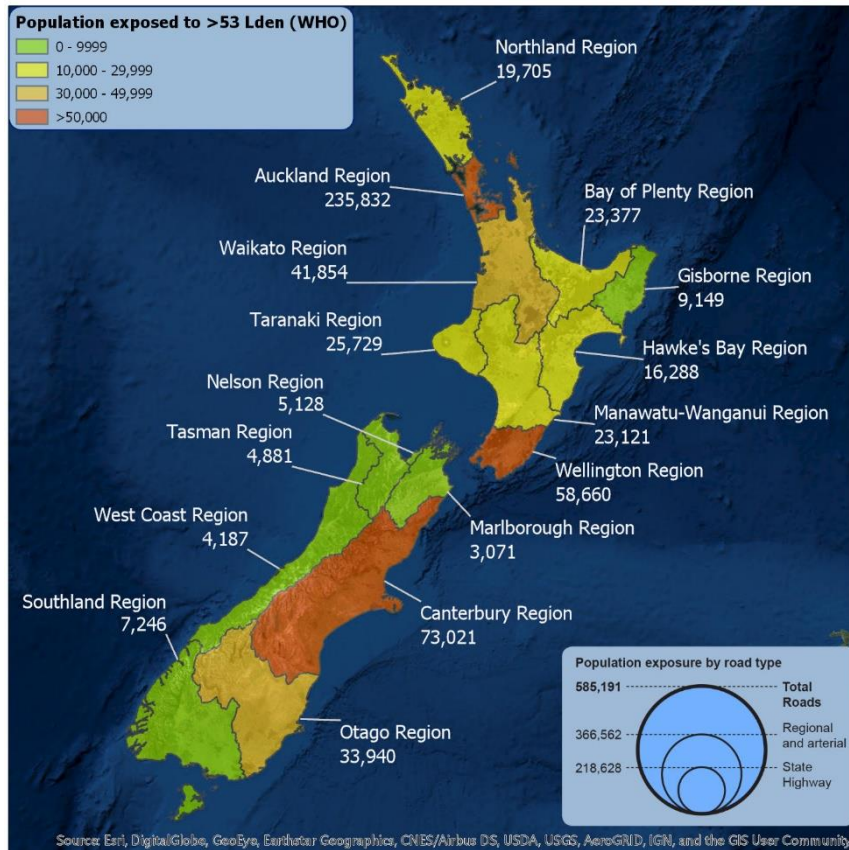 Population exposed to >53 Lden (WHO)
0 - 9999
10,000 - 29,999
30,000 - 49,999
>50,000
Northland Region
19,705
Auckland Region
235,832
Bay of Plenty Region
23,377
Waikato Region
41,854
Gisborne Region
9,149
Taranaki Region
25,729
Hawke's Bay Region
16,288
Nelson Region
5,128
Manawatu-Wanganui Region
23,121
Tasman Region
4,881
Wellington Region
58,660
West Coast Region
4,187
Marlborough Region
3,071
Southland Region
7,246
Canterbury Region
73,021
Otago Region
33,940
Population exposure by road type
585,191 Total
Roads
366,562 Regional
and arterial
218,628 State
Highway
Source: Esri, DigitalGlobe, GeoEye, Earthstar Geographics, CNES/Airbus DS, USDA, USGS, AeroGRID, IGN, and the GIS User Community